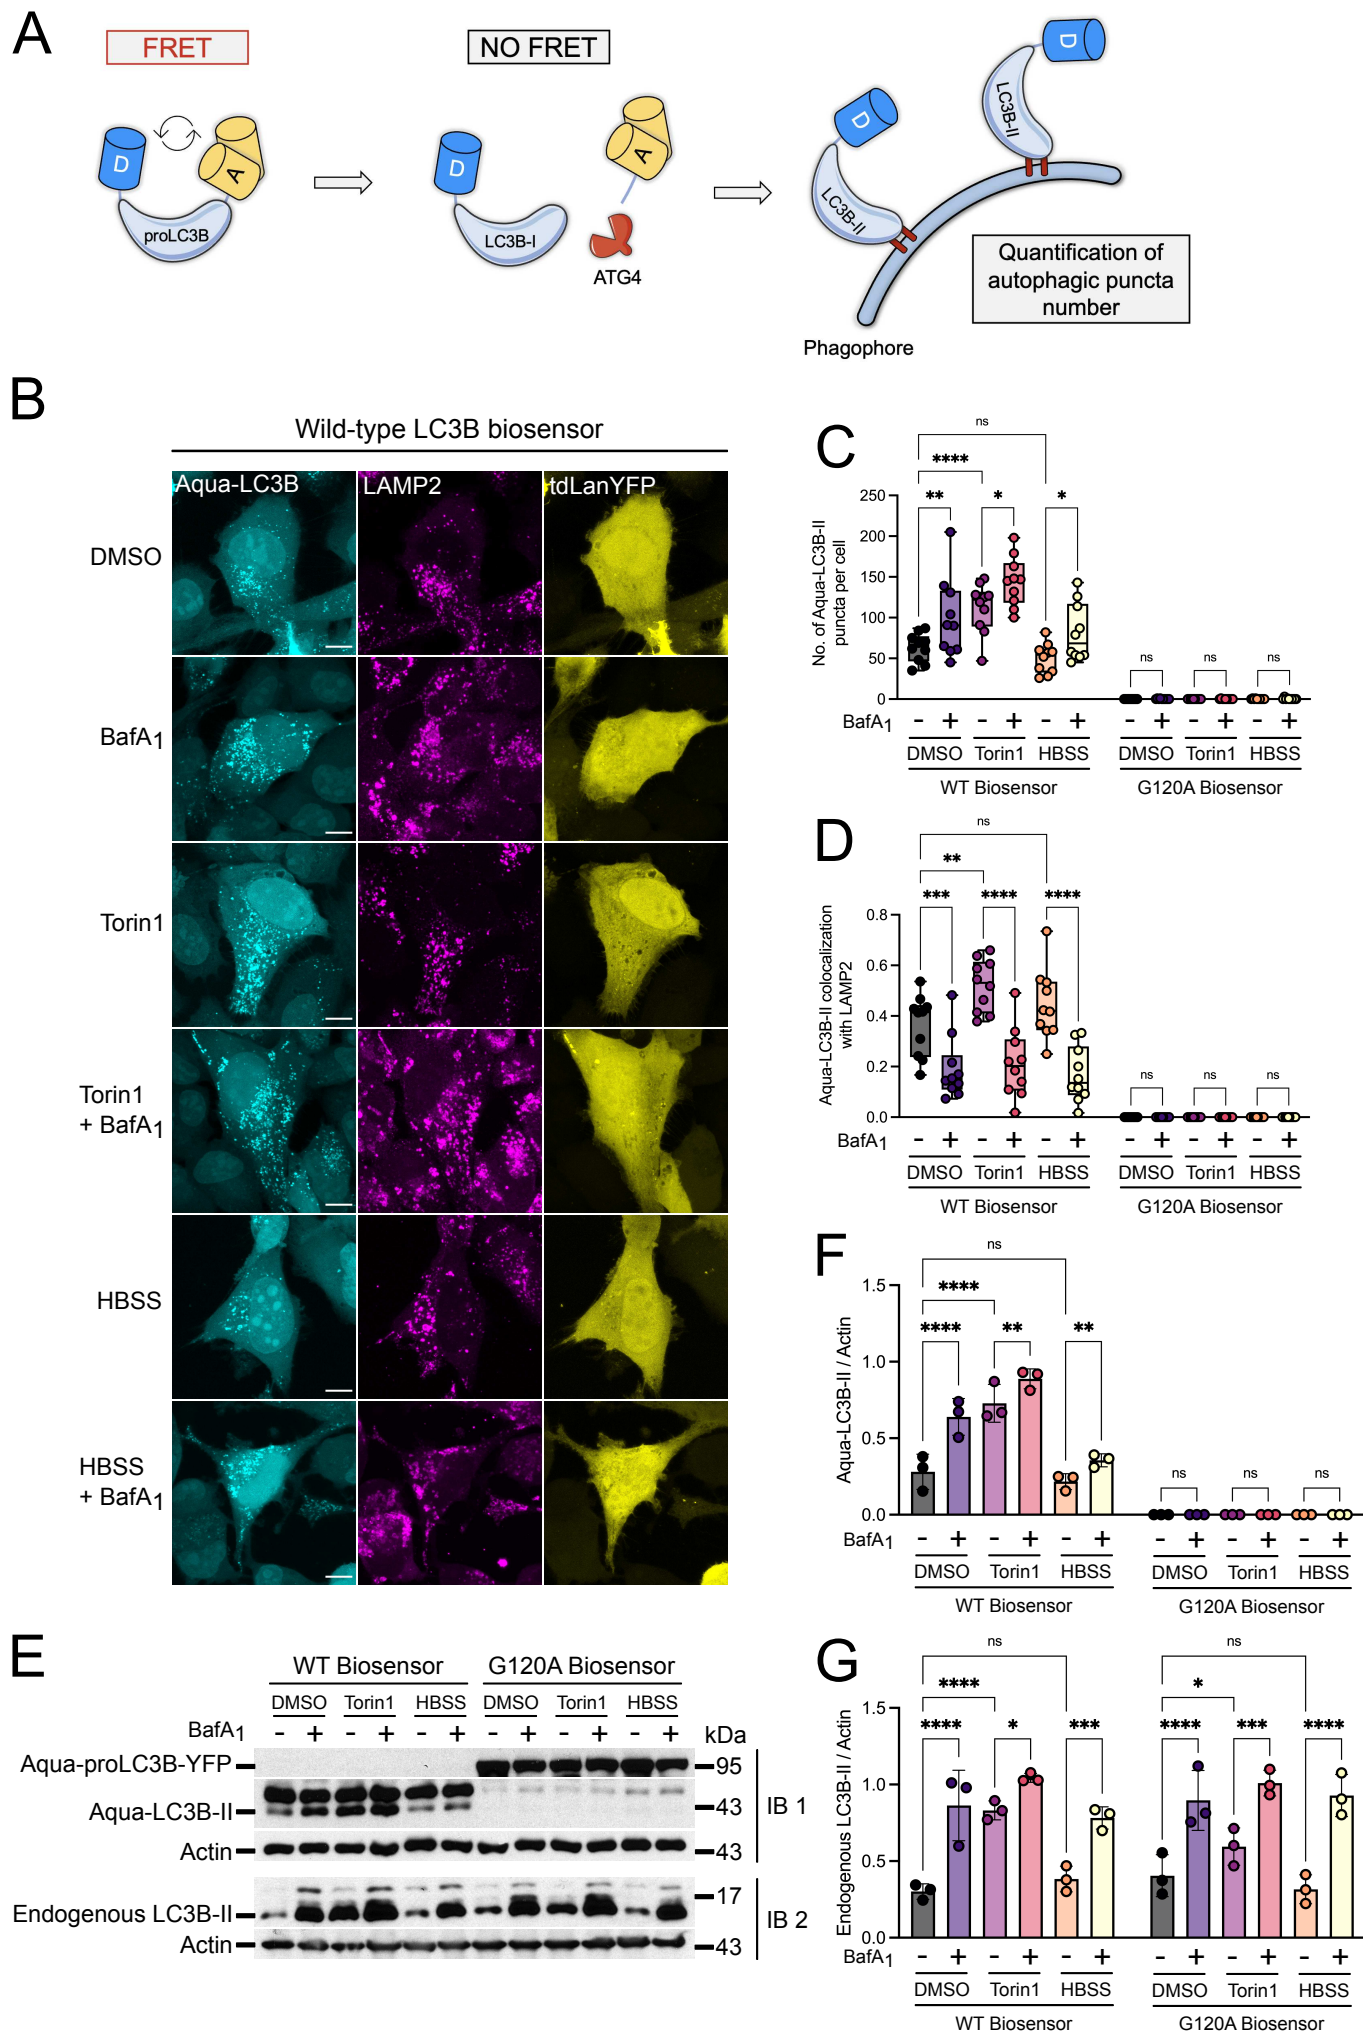 A
FRET
NO FRET
D
A
proLC3B
D
A
LC3B-I
ATG4
D
LC3B-II
D
LC3B-II
Quantification of
autophagic puncta
number
Phagophore
B
Wild-type LC3B biosensor
Aqua-LC3B
LAMP2
tdLanYFP
DMSO
BafA1
Torin1
Torin1
+ BafA1
HBSS
HBSS
+ BafA1
C
ns
****
** * *
No. of Aqua-LC3B-II
puncta per cell
250
200
150
100
50
0
ns ns ns
BafA1 - + - + - + - + - + - +
DMSO Torin1 HBSS DMSO Torin1 HBSS
WT Biosensor G120A Biosensor
D
ns
**
*** **** ****
Aqua-LC3B-II colocalization
with LAMP2
0.8
0.6
0.4
0.2
0.0
ns ns ns
BafA1 - + - + - + - + - + - +
DMSO Torin1 HBSS DMSO Torin1 HBSS
WT Biosensor G120A Biosensor
E
WT Biosensor G120A Biosensor
DMSO Torin1 HBSS DMSO Torin1 HBSS
BafA1 - + - + - + - + - + - + kDa
Aqua-proLC3B-YFP 95
Aqua-LC3B-II 43
Actin 43
IB 1
17
Endogenous LC3B-II
Actin 43
IB 2
F
ns
****
**** ** **
Aqua-LC3B-II / Actin
1.5
1.0
0.5
0.0
ns ns ns
BafA1 - + - + - + - + - + - +
DMSO Torin1 HBSS DMSO Torin1 HBSS
WT Biosensor G120A Biosensor
G
ns ns
**** *
**** * *** **** *** ****
Endogenous LC3B-II / Actin
1.5
1.0
0.5
0.0
BafA1 - + - + - + - + - + - +
DMSO Torin1 HBSS DMSO Torin1 HBSS
WT Biosensor G120A Biosensor